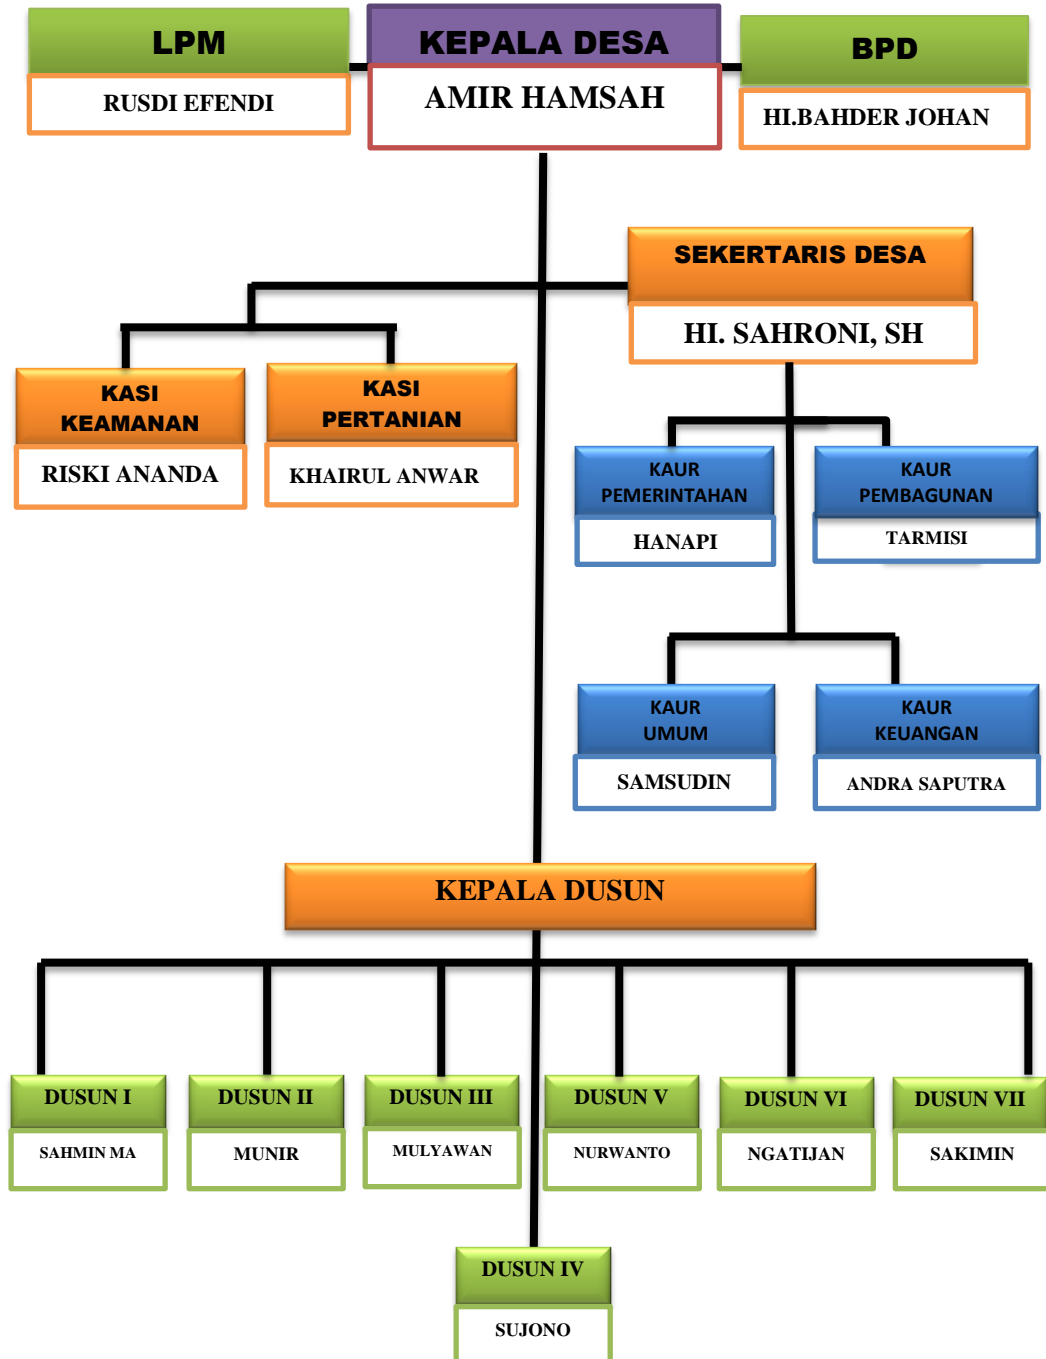 LPM
RUSDI EFENDI
KEPALA DESA
AMIR HAMSAH
BPD
HI.BAHDER JOHAN
SEKERTARIS DESA
HI. SAHRONI, SH
KASI
KEAMANAN
RISKI ANANDA
KASI
PERTANIAN
KHAIRUL ANWAR
KAUR
PEMERINTAHAN
HANAPI
KAUR
PEMBAGUNAN
TARMISI
KAUR
UMUM
SAMSUDIN
KAUR
KEUANGAN
ANDRA SAPUTRA
KEPALA DUSUN
DUSUN I
SAHMIN MA
DUSUN II
MUNIR
DUSUN III
MULYAWAN
DUSUN V
NURWANTO
DUSUN VI
NGATIJAN
DUSUN VII
SAKIMIN
DUSUN IV
SUJONO